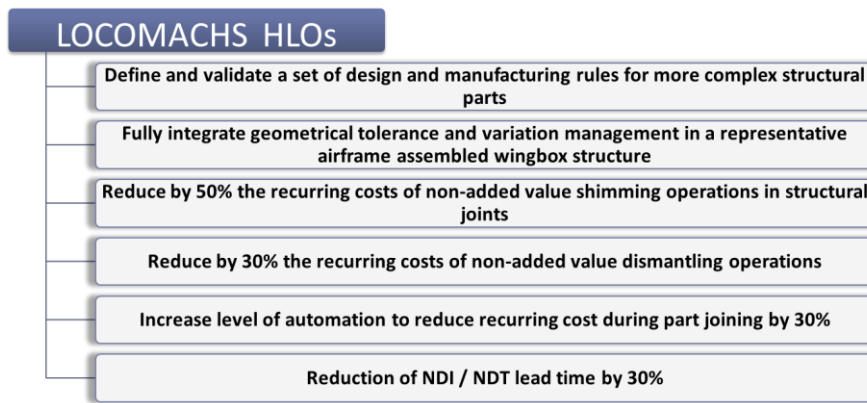 LOCOMACHS HLOs
Define and validate a set of design and manufacturing rules for more complex structural
parts
Fully integrate geometrical tolerance and variation management in a representative
airframe assembled wingbox structure
Reduce by 50% the recurring costs of non-added value shimming operations in structural
joints
Reduce by 30% the recurring costs of non-added value dismantling operations
Increase level of automation to reduce recurring cost during part joining by 30%
Reduction of NDI / NDT lead time by 30%